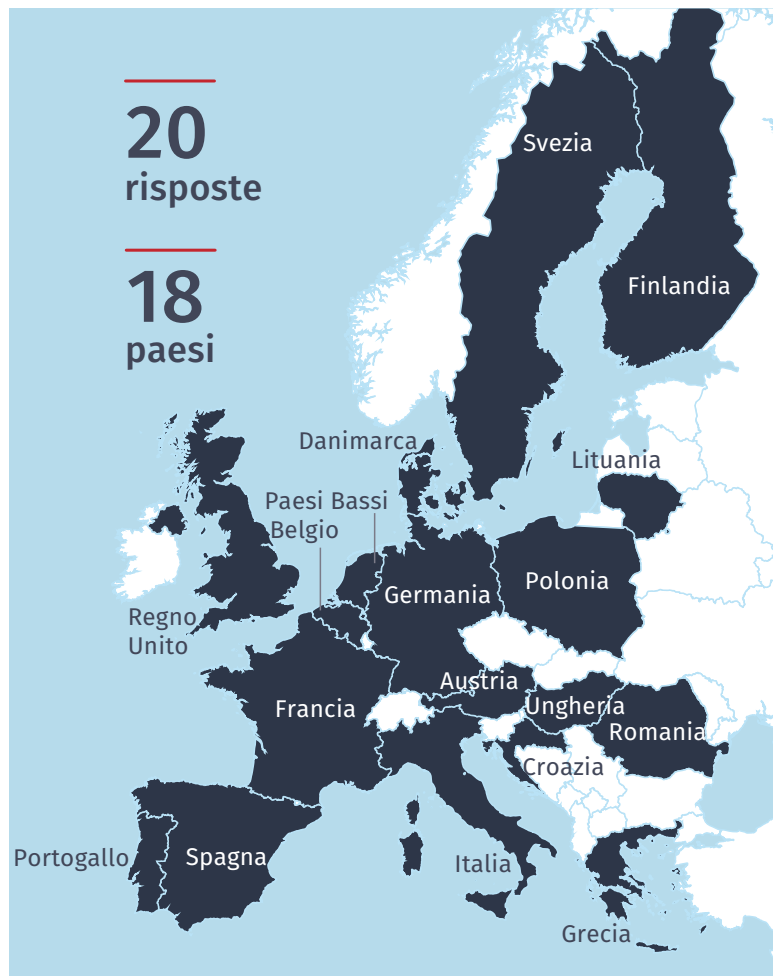 20
risposte
18
paesi
Svezia
Finlandia
Danimarca
Lituania
Paesi Bassi
Belgio
Germania
Polonia
Regno
Unito
Austria
Francia
Ungheria
Romania
Croazia
Portogallo
Spagna
Italia
Grecia